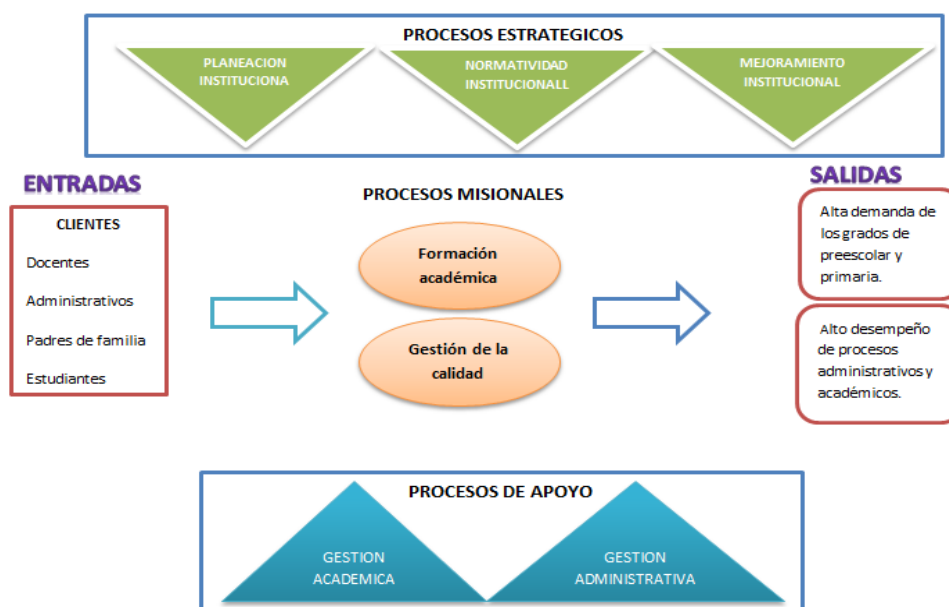 PROCESOS ESTRATEGICOS
PLANEACION
INSTITUCIONA
NORMATIVIDAD
INSTITUCIONALL
MEJORAMIENTO
INSTITUCIONAL
ENTRADAS
CLIENTES
Docentes
Administrativos
Padres de familia
Estudiantes
PROCESOS MISIONALES
Formación
académica
Gestión de la
calidad
SALIDAS
Alta demanda de
los grados de
preescolar y
primaria.
Alto desempeño
de procesos
administrativos y
académicos.
PROCESOS DE APOYO
GESTION
ACADEMICA
GESTION
ADMINISTRATIVA